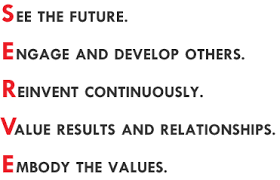 SEE THE FUTURE.
ENGAGE AND DEVELOP OTHERS.
REINVENT CONTINUOUSLY.
VALUE RESULTS AND RELATIONSHIPS.
EMBODY THE VALUES.